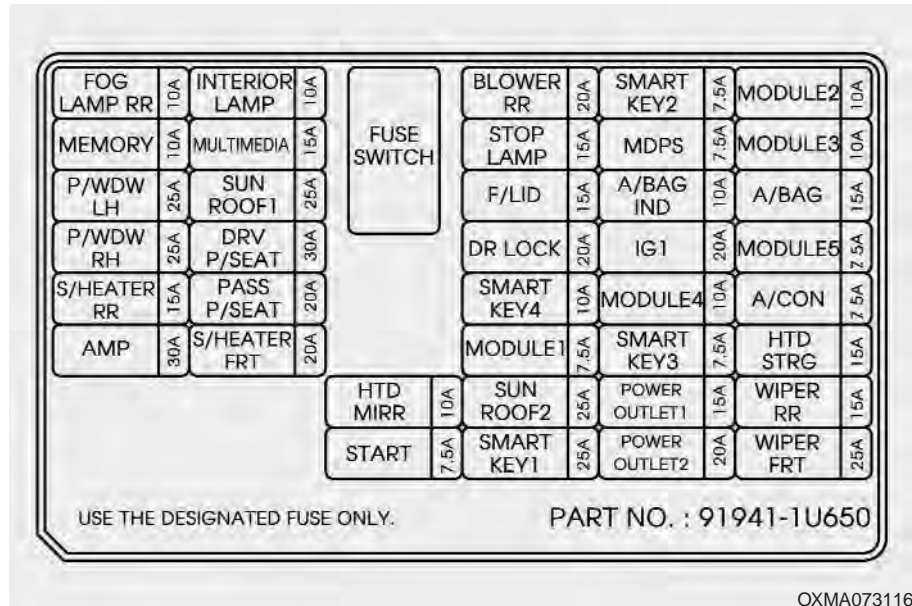 FOG
LAMP RR 10A
INTERIOR
LAMP 10A
FUSE
SWITCH
BLOWER
RR 20A
SMART
KEY2 7.5A
MODULE2 10A
MEMORY 10A
MULTIMEDIA 15A
STOP
LAMP 15A
MDPS 7.5A
MODULE3 10A
P/WDW
LH 25A
SUN
ROOF1 25A
F/LID 15A
A/BAG
IND 10A
A/BAG 15A
P/WDW
RH 25A
DRV
P/SEAT 30A
DR LOCK 20A
IG1 20A
MODULE5 7.5A
S/HEATER
RR 15A
PASS
P/SEAT 20A
SMART
KEY4 10A
MODULE4 10A
A/CON 7.5A
AMP 30A
S/HEATER
FRT 20A
MODULE1 7.5A
SMART
KEY3 7.5A
HTD
STRG 15A
HTD
MIRR 10A
SUN
ROOF2 25A
POWER
OUTLET1 15A
WIPER
RR 15A
START 7.5A
SMART
KEY1 25A
POWER
OUTLET2 20A
WIPER
FRT 25A
USE THE DESIGNATED FUSE ONLY.
PART NO. : 91941-1U650
OXMA073116